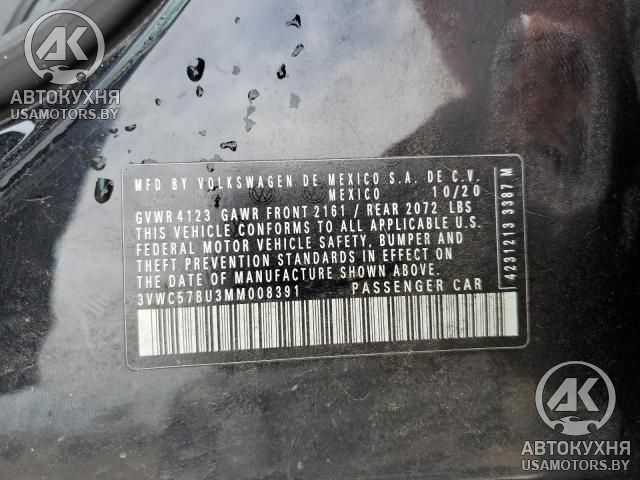 АК
АВТОКУХНЯ
USAMOTORS.BY
MFD BY VOLKSWAGEN DE MEXICO S.A. DE C.V.
MEXICO 10/20
GVWR 4123 GAWR FRONT 2161 / REAR 2072 LBS
THIS VEHICLE CONFORMS TO ALL APPLICABLE U.S.
FEDERAL MOTOR VEHICLE SAFETY, BUMPER AND
THEFT PREVENTION STANDARDS IN EFFECT ON
THE DATE OF MANUFACTURE SHOWN ABOVE.
3VWC57BU3MM008391 PASSENGER CAR
4231213 3387 M
АК
АВТОКУХНЯ
USAMOTORS.BY